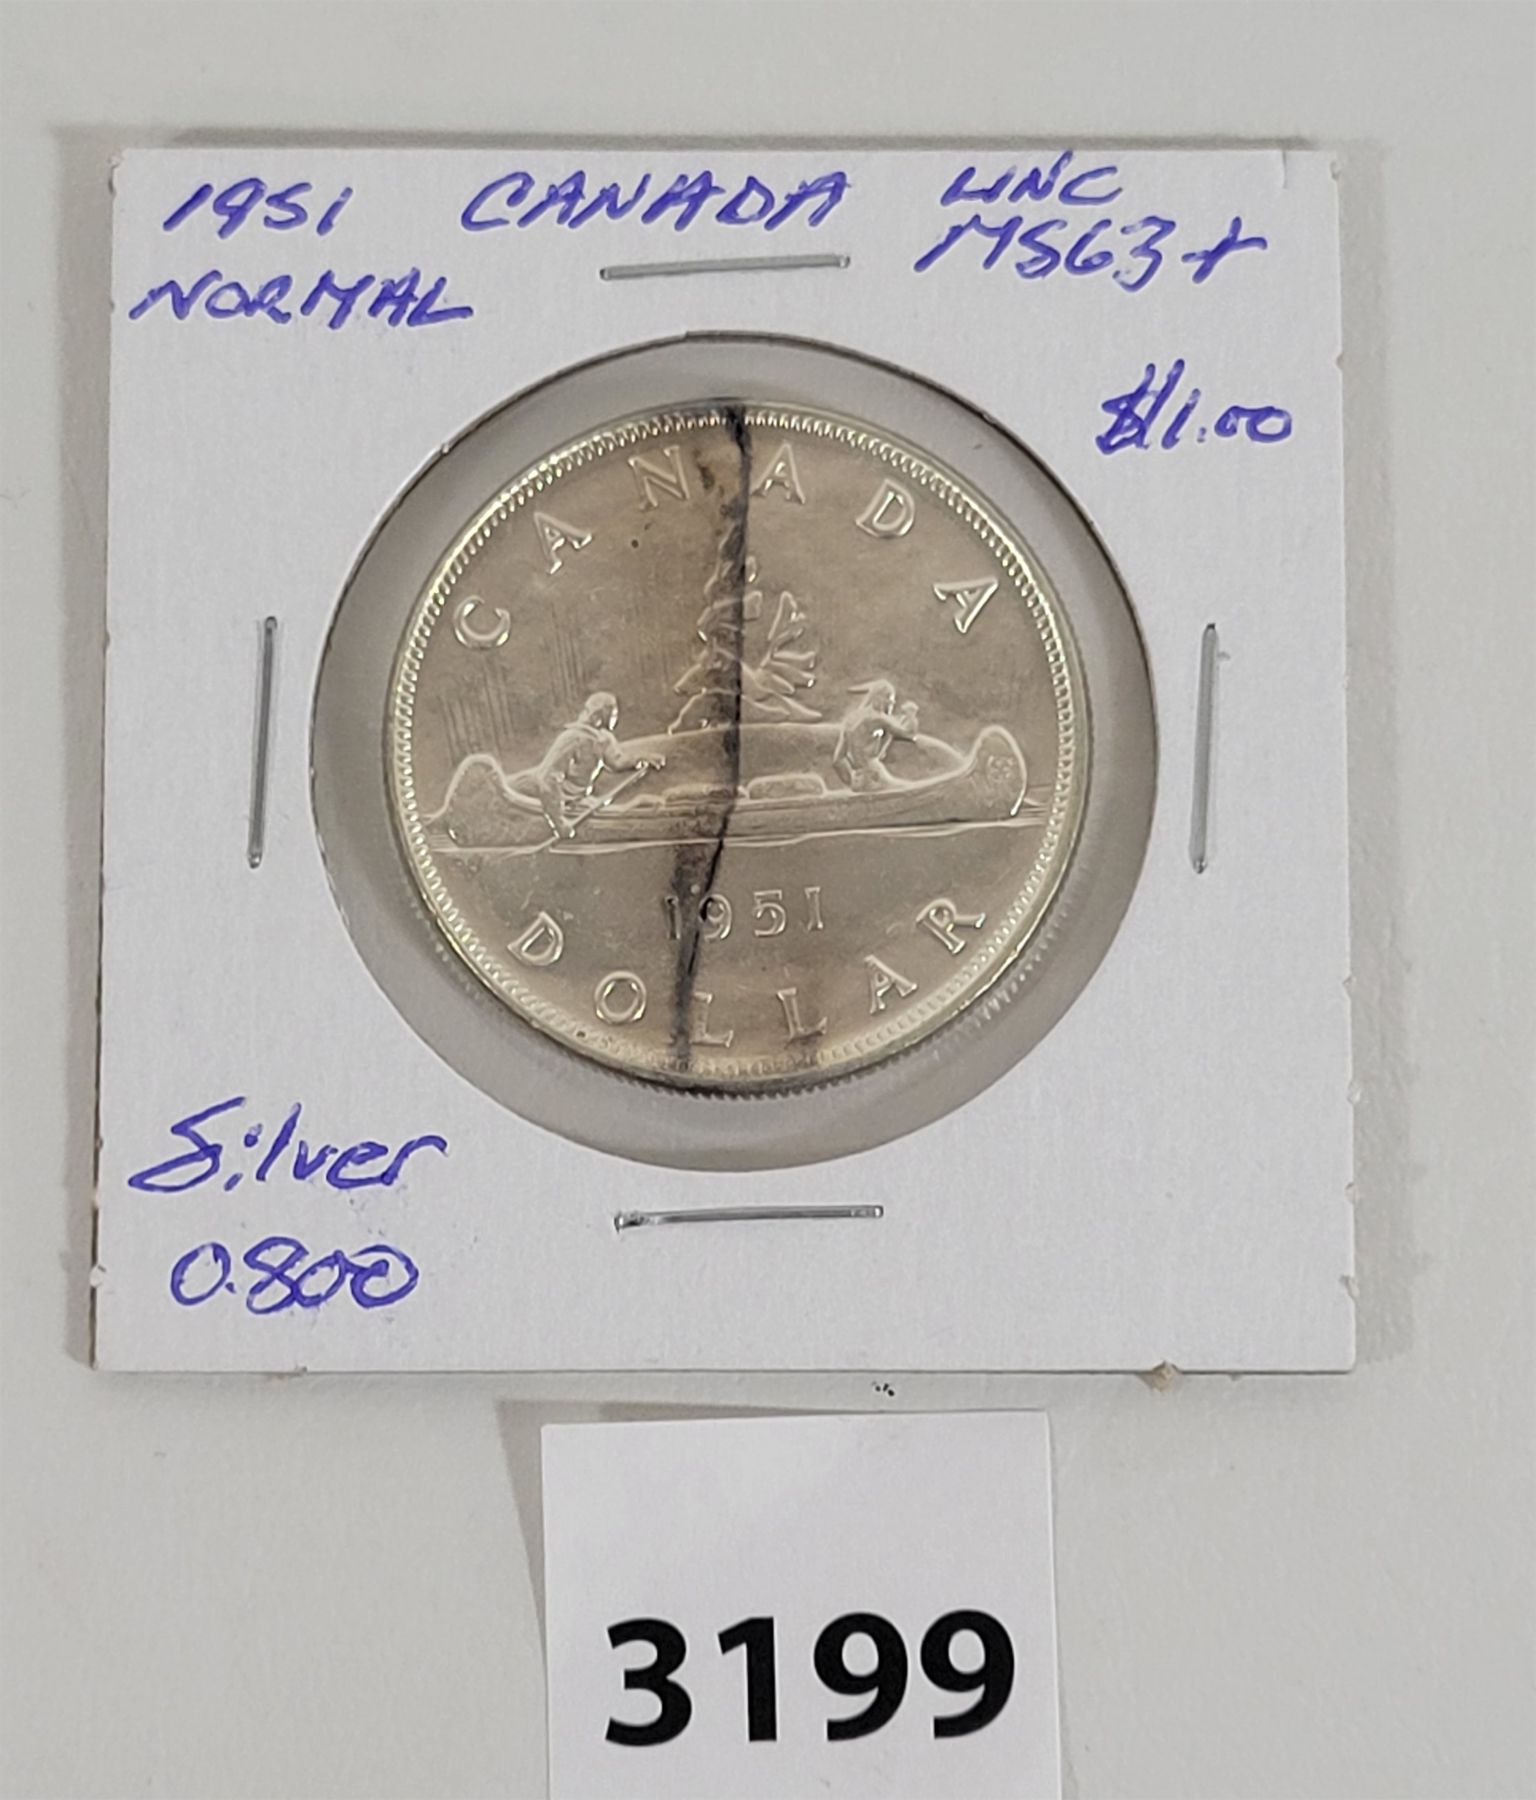 1951 CANADA UNC
NORMAL MS63+
$1.00
CANADA
1951
DOLLAR
Silver
0.800
3199